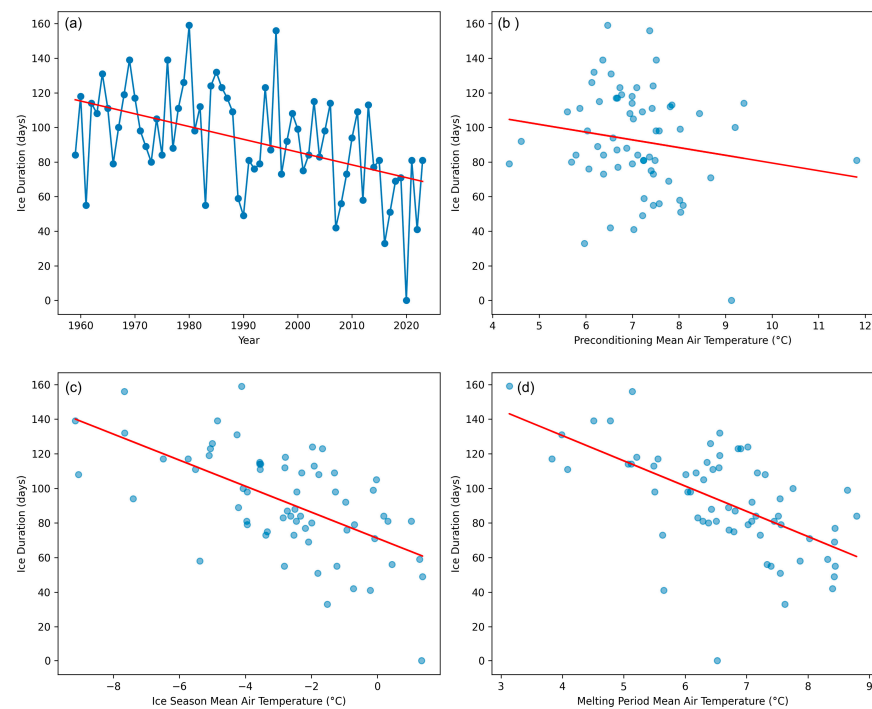 (a)
Ice Duration (days)
160
140
120
100
80
60
40
20
0
1960 1970 1980 1990 2000 2010 2020
Year
(b )
Ice Duration (days)
160
140
120
100
80
60
40
20
0
4 5 6 7 8 9 10 11 12
Preconditioning Mean Air Temperature (°C)
(c)
Ice Duration (days)
160
140
120
100
80
60
40
20
0
−8 −6 −4 −2 0
Ice Season Mean Air Temperature (°C)
(d)
Ice Duration (days)
160
140
120
100
80
60
40
20
0
3 4 5 6 7 8 9
Melting Period Mean Air Temperature (°C)